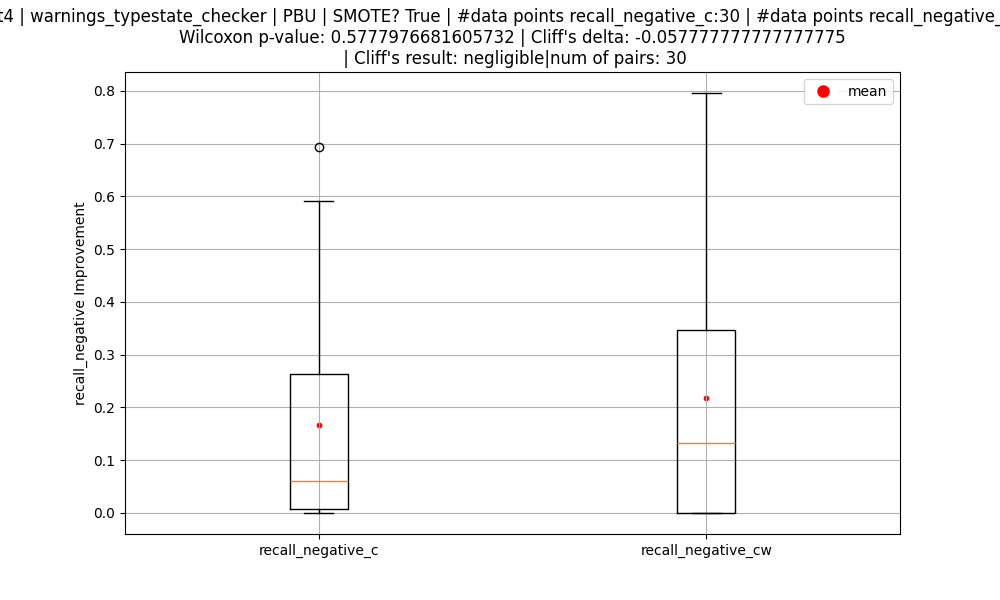 t4 | warnings_typestate_checker | PBU | SMOTE? True | #data points recall_negative_c:30 | #data points recall_negative_
Wilcoxon p-value: 0.5777976681605732 | Cliff's delta: -0.0577777777777775
| Cliff's result: negligible|num of pairs: 30
mean
0.8
0.7
0.6
0.5
0.4
0.3
0.2
0.1
0.0
recall_negative Improvement
recall_negative_c
recall_negative_cw